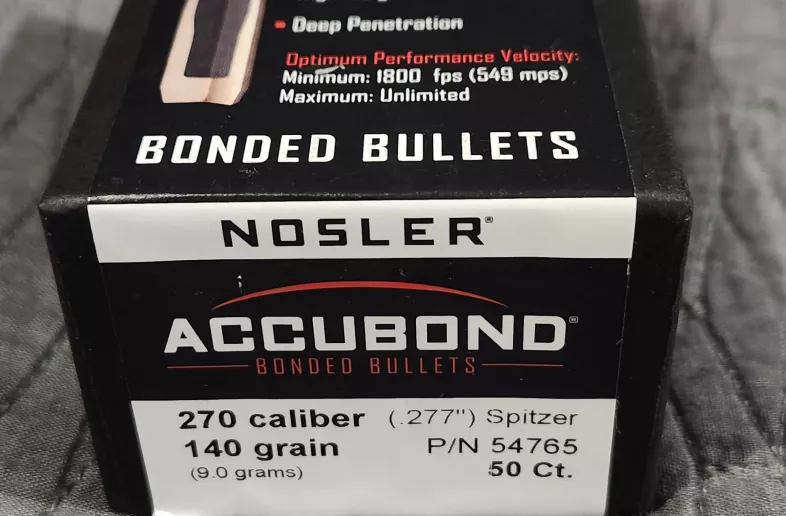 Deep Penetration
Optimum Performance Velocity:
Minimum: 1800 fps (549 mps)
Maximum: Unlimited
BONDED BULLETS
NOSLER®
ACCUBOND®
BONDED BULLETS
270 caliber (.277") Spitzer
140 grain P/N 54765
(9.0 grams) 50 Ct.